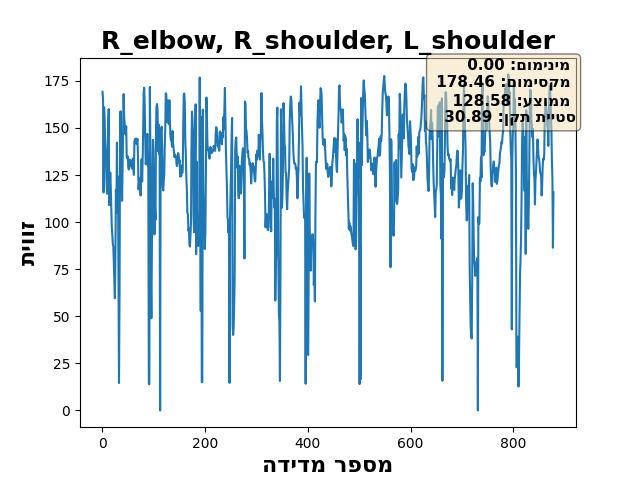 R_elbow, R_shoulder, L_shoulder
מינימום: 0.00
מקסימום: 178.46
ממוצע: 128.58
סטיית תקן: 30.89
זווית
175
150
125
100
75
50
25
0
0 200 400 600 800
מספר מדידה